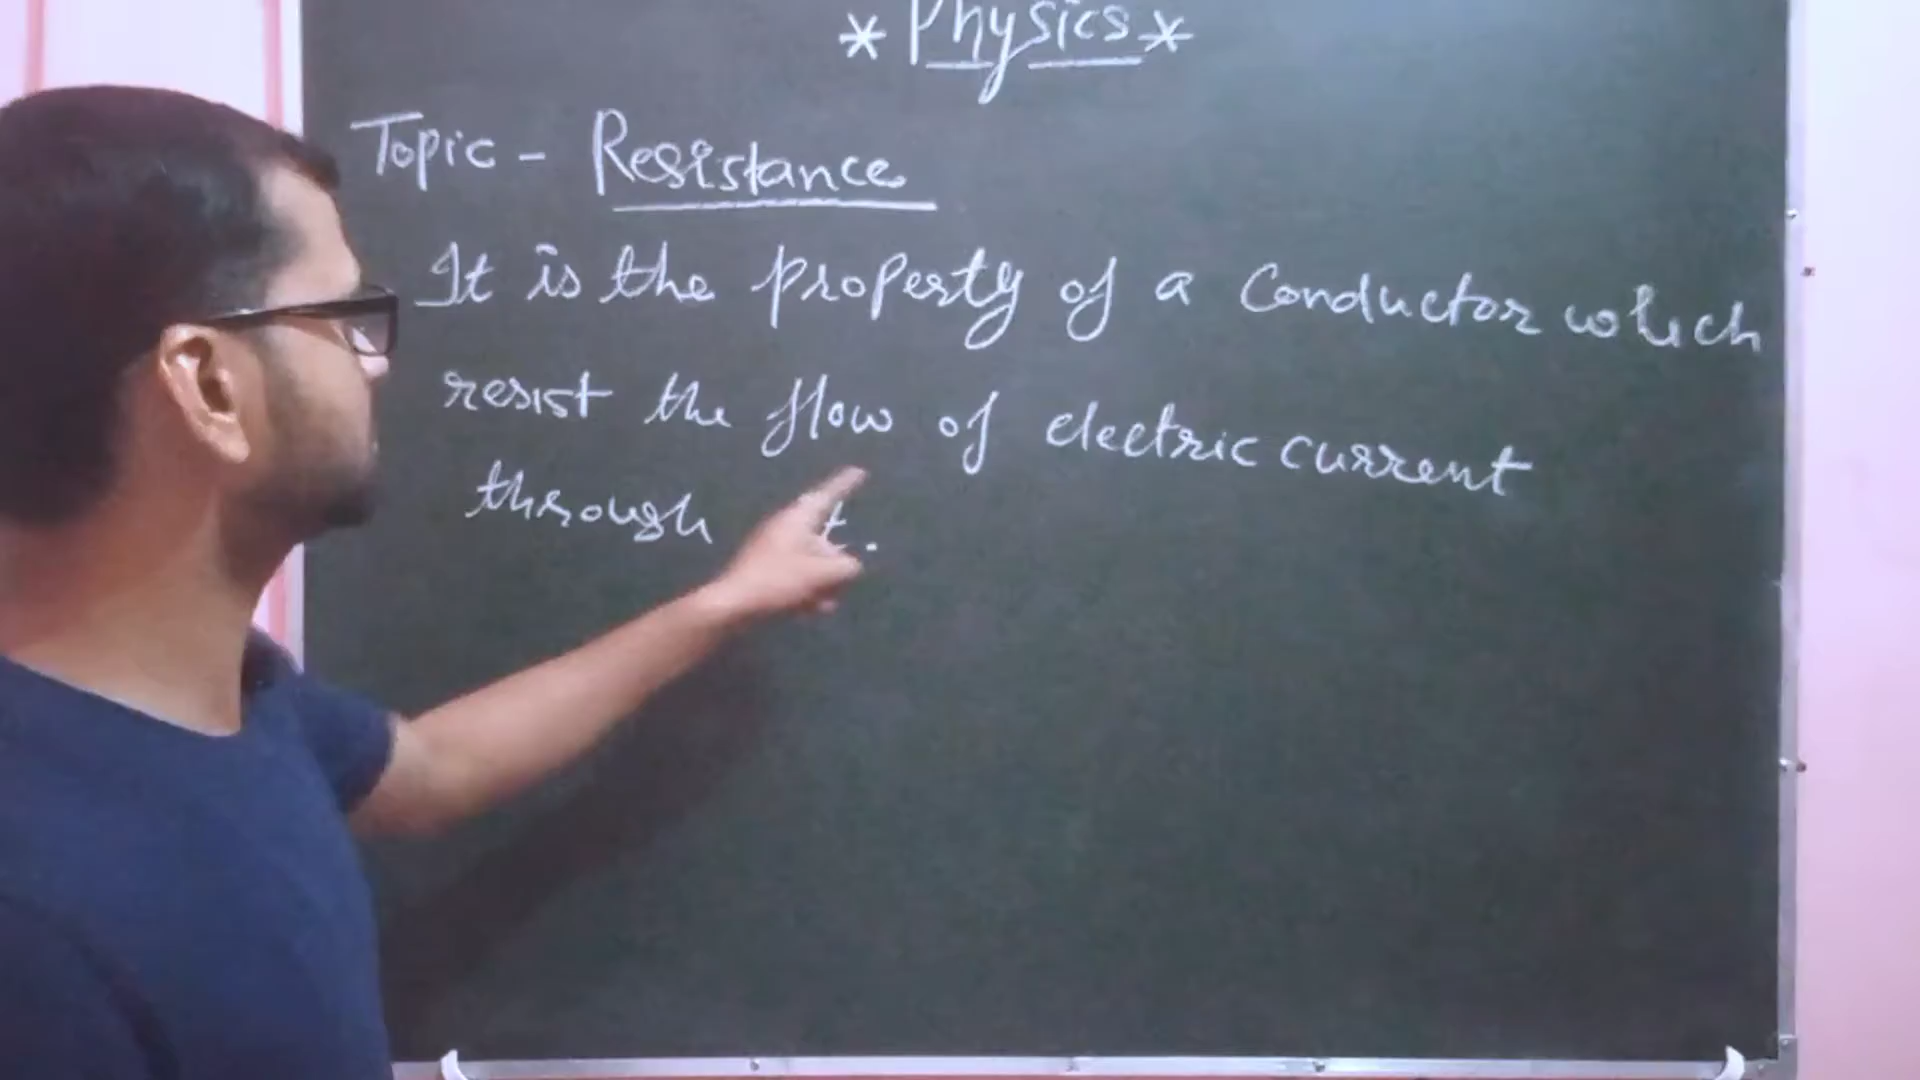 * Physics *
Topic - Resistance
It is the property of a conductor which
resist the flow of electric current
through